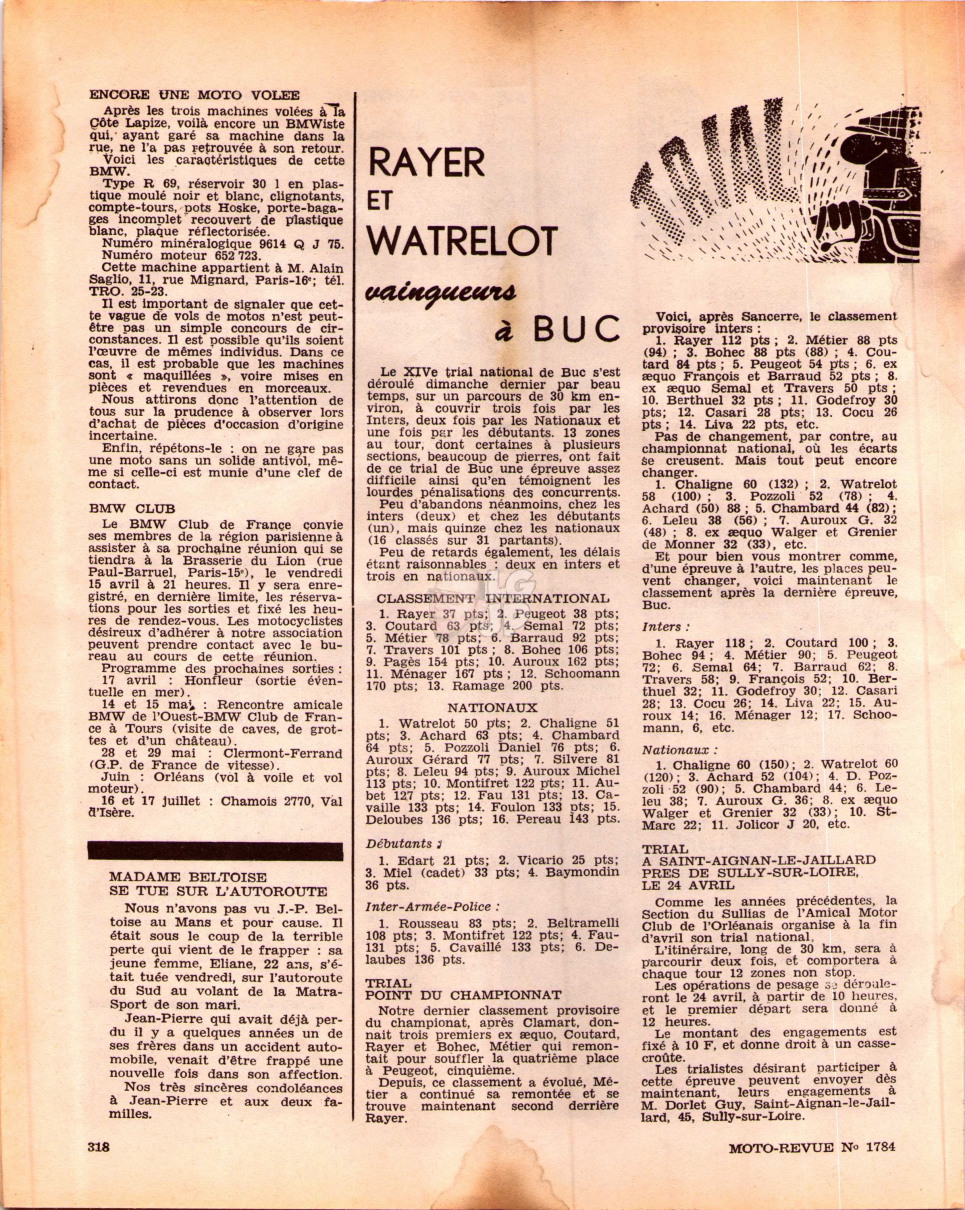 ENCORE UNE MOTO VOLEE
Après les trois machines volées à la
Côte Lapize, voilà encore un BMWiste
qui, ayant garé sa machine dans la
rue, ne l'a pas retrouvée à son retour.
Voici les caractéristiques de cette
BMW.
Type R 69, réservoir 30 l en plas-
tique moulé noir et blanc, clignotants,
compte-tours, pots Hoske, porte-baga-
ges incomplet recouvert de plastique
blanc, plaque réflectorisée.
Numéro minéralogique 9614 Q J 75.
Numéro moteur 652 723.
Cette machine appartient à M. Alain
Saglio, 11, rue Mignard, Paris-16e; tél.
TRO. 25-23.
Il est important de signaler que cet-
te vague de vols de motos n'est peut-
être pas un simple concours de cir-
constances. Il est possible qu'ils soient
l'œuvre de mêmes individus. Dans ce
cas, il est probable que les machines
sont « maquillées », voire mises en
pièces et revendues en morceaux.
Nous attirons donc l'attention de
tous sur la prudence à observer lors
d'achat de pièces d'occasion d'origine
incertaine.
Enfin, répétons-le : on ne gare pas
une moto sans un solide antivol, mê-
me si celle-ci est munie d'une clef de
contact.
BMW CLUB
Le BMW Club de France convie
ses membres de la région parisienne à
assister à sa prochaine réunion qui se
tiendra à la Brasserie du Lion (rue
Paul-Barruel, Paris-15e), le vendredi
15 avril à 21 heures. Il y sera enre-
gistré, en dernière limite, les réserva-
tions pour les sorties et fixé les heu-
res de rendez-vous. Les motocyclistes
désireux d'adhérer à notre association
peuvent prendre contact avec le bu-
reau au cours de cette réunion.
Programme des prochaines sorties :
17 avril : Honfleur (sortie éven-
tuelle en mer).
14 et 15 mai : Rencontre amicale
BMW de l'Ouest-BMW Club de Fran-
ce à Tours (visite de caves, de grot-
tes et d'un château).
28 et 29 mai : Clermont-Ferrand
(G.P. de France de vitesse).
Juin : Orléans (vol à voile et vol
moteur).
16 et 17 juillet : Chamois 2770, Val
d'Isère.
MADAME BELTOISE
SE TUE SUR L'AUTOROUTE
Nous n'avons pas vu J.-P. Bel-
toise au Mans et pour cause. Il
était sous le coup de la terrible
perte qui vient de le frapper : sa
jeune femme, Eliane, 22 ans, s'é-
tait tuée vendredi, sur l'autoroute
du Sud au volant de la Matra-
Sport de son mari.
Jean-Pierre qui avait déjà per-
du il y a quelques années un de
ses frères dans un accident auto-
mobile, venait d'être frappé une
nouvelle fois dans son affection.
Nos très sincères condoléances
à Jean-Pierre et aux deux fa-
milles.
RAYER
ET
WATRELOT
vainqueurs
à BUC
Le XIVe trial national de Buc s'est
déroulé dimanche dernier par beau
temps, sur un parcours de 30 km en-
viron, à couvrir trois fois par les
Inters, deux fois par les Nationaux et
une fois par les débutants. 13 zones
au tour, dont certaines à plusieurs
sections, beaucoup de pierres, ont fait
de ce trial de Buc une épreuve assez
difficile ainsi qu'en témoignent les
lourdes pénalisations des concurrents.
Peu d'abandons néanmoins, chez les
inters (deux) et chez les débutants
(un), mais quinze chez les nationaux
(16 classés sur 31 partants).
Peu de retards également, les délais
étant raisonnables : deux en inters et
trois en nationaux.
CLASSEMENT INTERNATIONAL
1. Rayer 37 pts; 2. Peugeot 38 pts;
3. Coutard 63 pts; 4. Semal 72 pts;
5. Métier 78 pts; 6. Barraud 92 pts;
7. Travers 101 pts ; 8. Bohec 106 pts;
9. Pagès 154 pts; 10. Auroux 162 pts;
11. Ménager 167 pts ; 12. Schoomann
170 pts; 13. Ramage 200 pts.
NATIONAUX
1. Watrelot 50 pts; 2. Chaligne 51
pts; 3. Achard 63 pts; 4. Chambard
64 pts; 5. Pozzoli Daniel 76 pts; 6.
Auroux Gérard 77 pts; 7. Silvere 81
pts; 8. Leleu 94 pts; 9. Auroux Michel
113 pts; 10. Montifret 122 pts; 11. Au-
bet 127 pts; 12. Fau 131 pts; 13. Ca-
vaille 133 pts; 14. Foulon 133 pts; 15.
Deloubes 136 pts; 16. Pereau 143 pts.
Débutants :
1. Edart 21 pts; 2. Vicario 25 pts;
3. Miel (cadet) 33 pts; 4. Baymondin
36 pts.
Inter-Armée-Police :
1. Rousseau 83 pts; 2. Beltramelli
108 pts; 3. Montifret 122 pts; 4. Fau-
131 pts; 5. Cavaillé 133 pts; 6. De-
laubes 136 pts.
TRIAL
POINT DU CHAMPIONNAT
Notre dernier classement provisoire
du championat, après Clamart, don-
nait trois premiers ex æquo, Coutard,
Rayer et Bohec, Métier qui remon-
tait pour souffler la quatrième place
à Peugeot, cinquième.
Depuis, ce classement a évolué, Mé-
tier a continué sa remontée et se
trouve maintenant second derrière
Rayer.
TRIAL
Voici, après Sancerre, le classement
provisoire inters :
1. Rayer 112 pts ; 2. Métier 88 pts
(94) ; 3. Bohec 88 pts (88) ; 4. Cou-
tard 84 pts ; 5. Peugeot 54 pts ; 6. ex
æquo François et Barraud 52 pts ; 8.
ex æquo Semal et Travers 50 pts ;
10. Berthuel 32 pts ; 11. Godefroy 30
pts; 12. Casari 28 pts; 13. Cocu 26
pts ; 14. Liva 22 pts, etc.
Pas de changement, par contre, au
championnat national, où les écarts
se creusent. Mais tout peut encore
changer.
1. Chaligne 60 (132) ; 2. Watrelot
58 (100) ; 3. Pozzoli 52 (78) ; 4.
Achard (50) 88 ; 5. Chambard 44 (82) ;
6. Leleu 38 (56) ; 7. Auroux G. 32
(48) ; 8. ex æquo Walger et Grenier
de Monner 32 (33), etc.
Et pour bien vous montrer comme,
d'une épreuve à l'autre, les places peu-
vent changer, voici maintenant le
classement après la dernière épreuve,
Buc.
Inters :
1. Rayer 118 ; 2. Coutard 100 ; 3.
Bohec 94 ; 4. Métier 90; 5. Peugeot
72; 6. Semal 64; 7. Barraud 62; 8.
Travers 58; 9. François 52; 10. Ber-
thuel 32; 11. Godefroy 30; 12. Casari
28; 13. Cocu 26; 14. Liva 22; 15. Au-
roux 14; 16. Ménager 12; 17. Schoo-
mann, 6, etc.
Nationaux :
1. Chaligne 60 (150); 2. Watrelot 60
(120) ; 3. Achard 52 (104) ; 4. D. Poz-
zoli 52 (90) ; 5. Chambard 44; 6. Le-
leu 38; 7. Auroux G. 36; 8. ex æquo
Walger et Grenier 32 (33); 10. St-
Marc 22; 11. Jolicor J 20, etc.
TRIAL
A SAINT-AIGNAN-LE-JAILLARD
PRES DE SULLY-SUR-LOIRE,
LE 24 AVRIL
Comme les années précédentes, la
Section du Sullias de l'Amical Motor
Club de l'Orléanais organise à la fin
d'avril son trial national.
L'itinéraire, long de 30 km, sera à
parcourir deux fois, et comportera à
chaque tour 12 zones non stop.
Les opérations de pesage se déroule-
ront le 24 avril, à partir de 10 heures,
et le premier départ sera donné à
12 heures.
Le montant des engagements est
fixé à 10 F, et donne droit à un casse-
croûte.
Les trialistes désirant participer à
cette épreuve peuvent envoyer dès
maintenant, leurs engagements à
M. Dorlet Guy, Saint-Aignan-le-Jail-
lard, 45, Sully-sur-Loire.
318
MOTO-REVUE No 1784